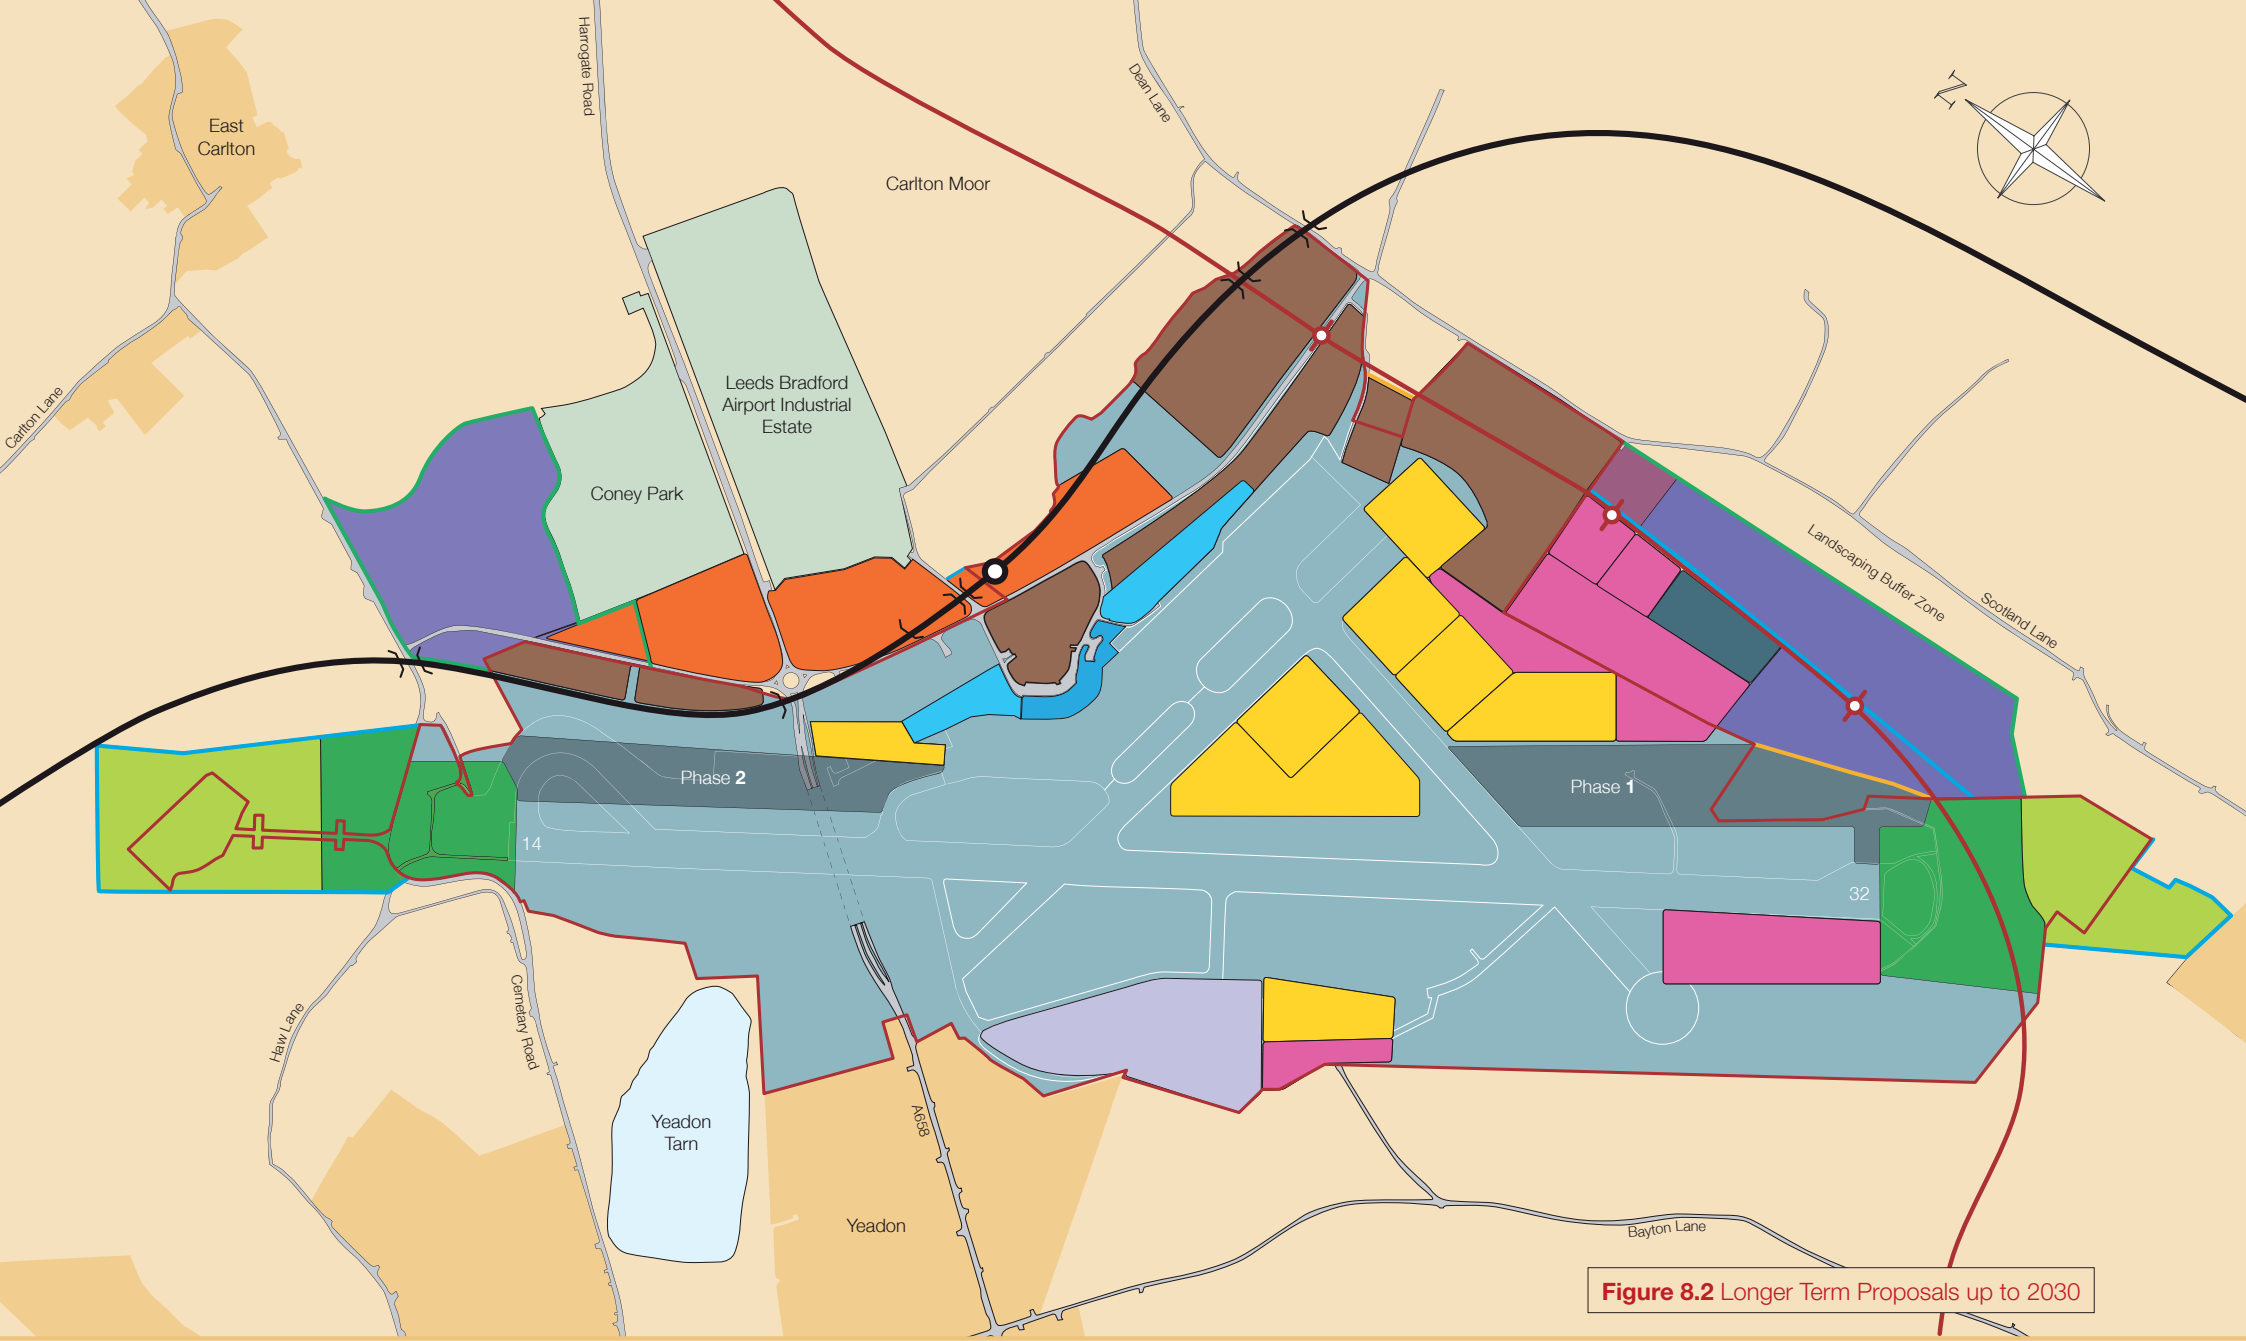 East
Carlton
Harrogate Road
Dean Lane
N
Carlton Moor
Carlton Lane
Leeds Bradford
Airport Industrial
Estate
Coney Park
Landscaping Buffer Zone
Scotland Lane
Phase 2
Phase 1
14
32
Haw Lane
Cemetary Road
Yeadon
Tarn
A658
Yeadon
Bayton Lane
Figure 8.2 Longer Term Proposals up to 2030